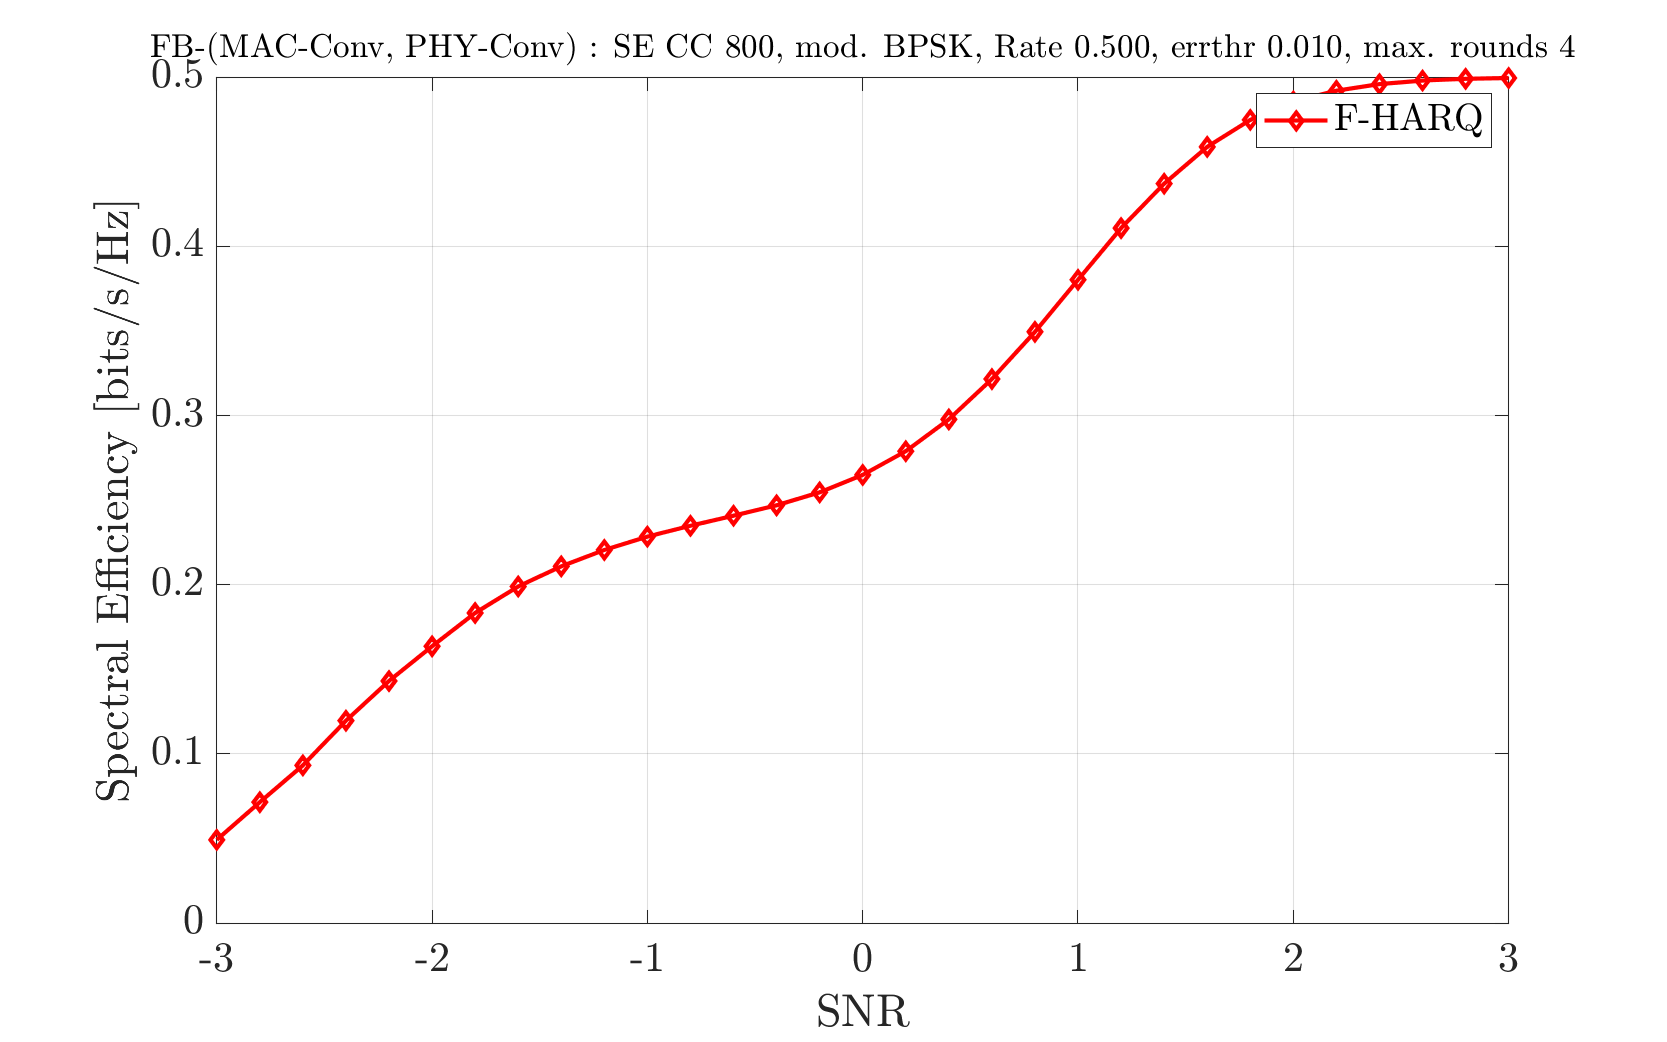 FB-(MAC-Conv, PHY-Conv) : SE CC 800, mod. BPSK, Rate 0.500, errthr 0.010, max. rounds 4
0.5
F-HARQ
0.4
0.3
0.2
0.1
0
Spectral Efficiency [bits/s/Hz]
-3 -2 -1 0 1 2 3
SNR